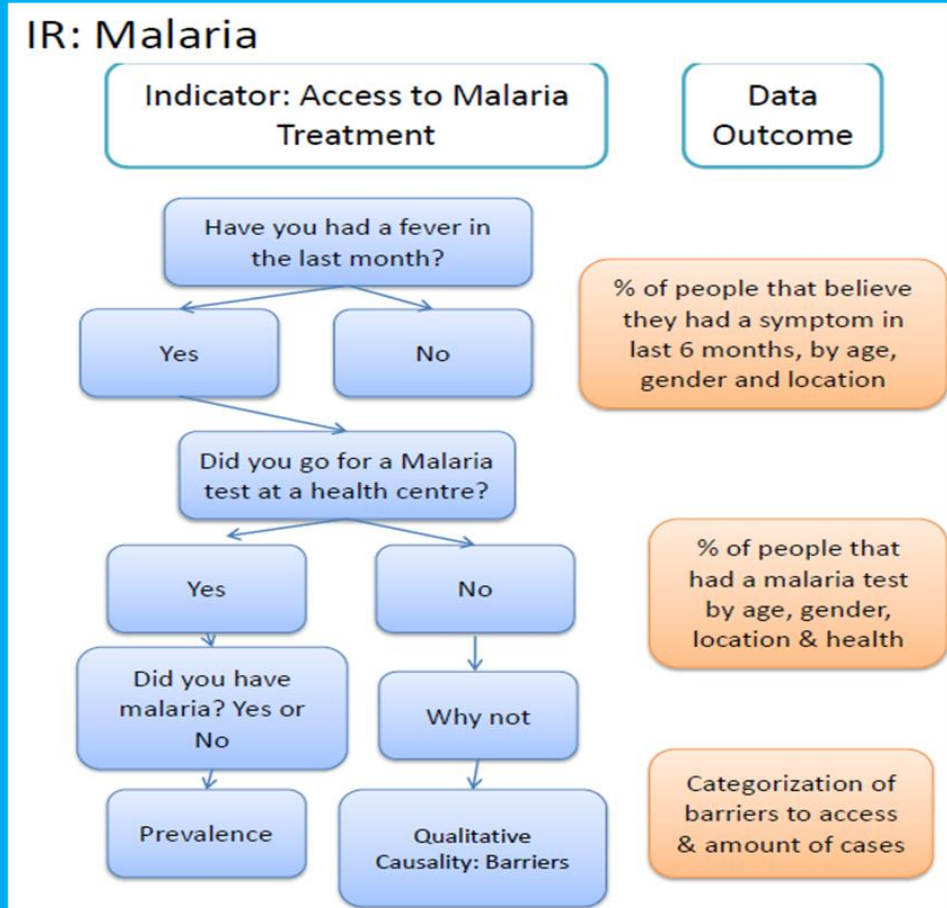 IR: Malaria
Indicator: Access to Malaria
Treatment
Data
Outcome
Have you had a fever in
the last month?
% of people that believe
they had a symptom in
last 6 months, by age,
gender and location
Yes
No
Did you go for a Malaria
test at a health centre?
Yes
No
% of people that
had a malaria test
by age, gender,
location & health
Did you have
malaria? Yes or
No
Why not
Prevalence
Qualitative
Causality: Barriers
Categorization of
barriers to access
& amount of cases